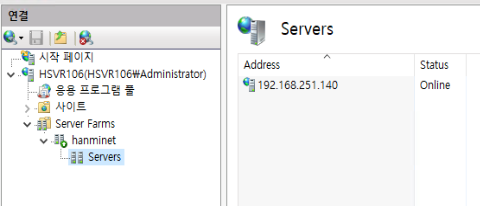 연결
시작 페이지
HSVR106(HSVR106₩Administrator)
응용 프로그램 풀
사이트
Server Farms
hanminet
Servers
Servers
Address
Status
192.168.251.140
Online